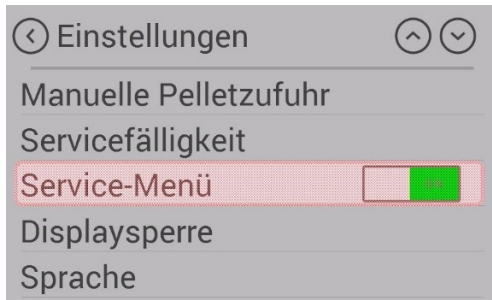 Einstellungen
Manuelle Pelletzufuhr
Servicefälligkeit
Service-Menü
Displaysperre
Sprache